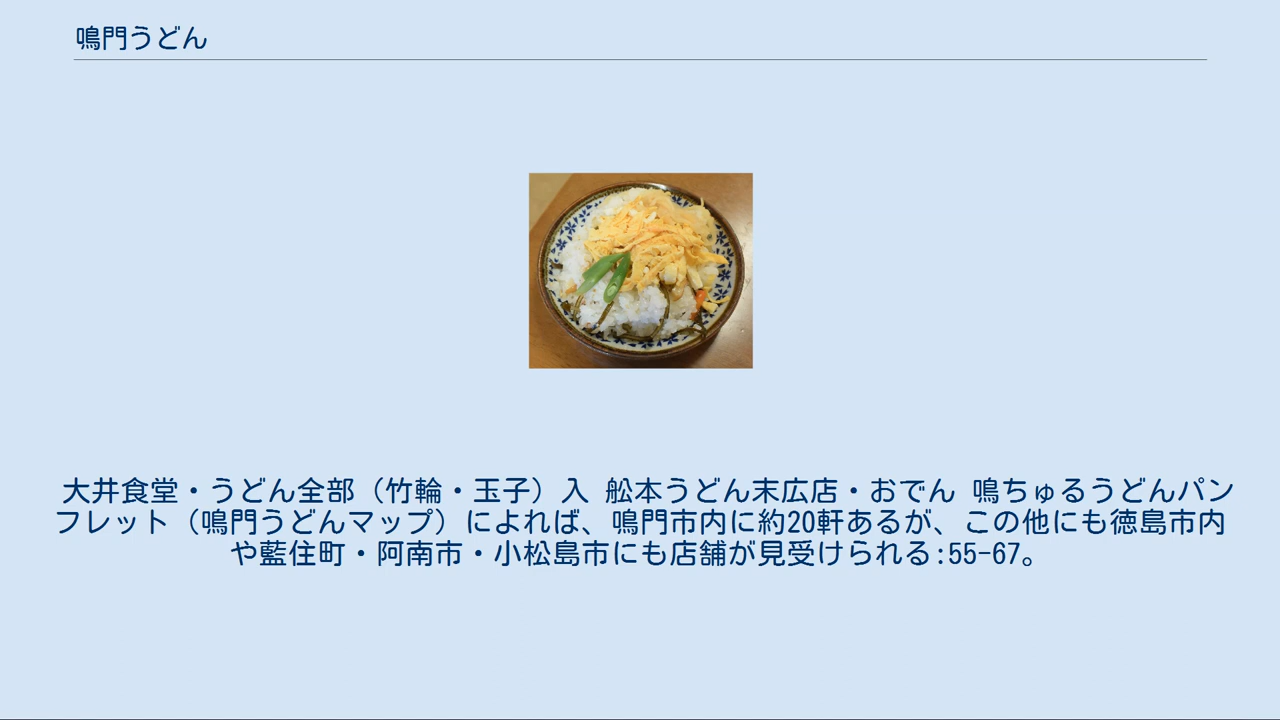 鳴門うどん
大井食堂・うどん全部（竹輪・玉子）入 舩本うどん末広店・おでん 鳴ちゅるうどんパン
フレット（鳴門うどんマップ）によれば、鳴門市内に約20軒あるが、この他にも徳島市内
や藍住町・阿南市・小松島市にも店舗が見受けられる:55-67。